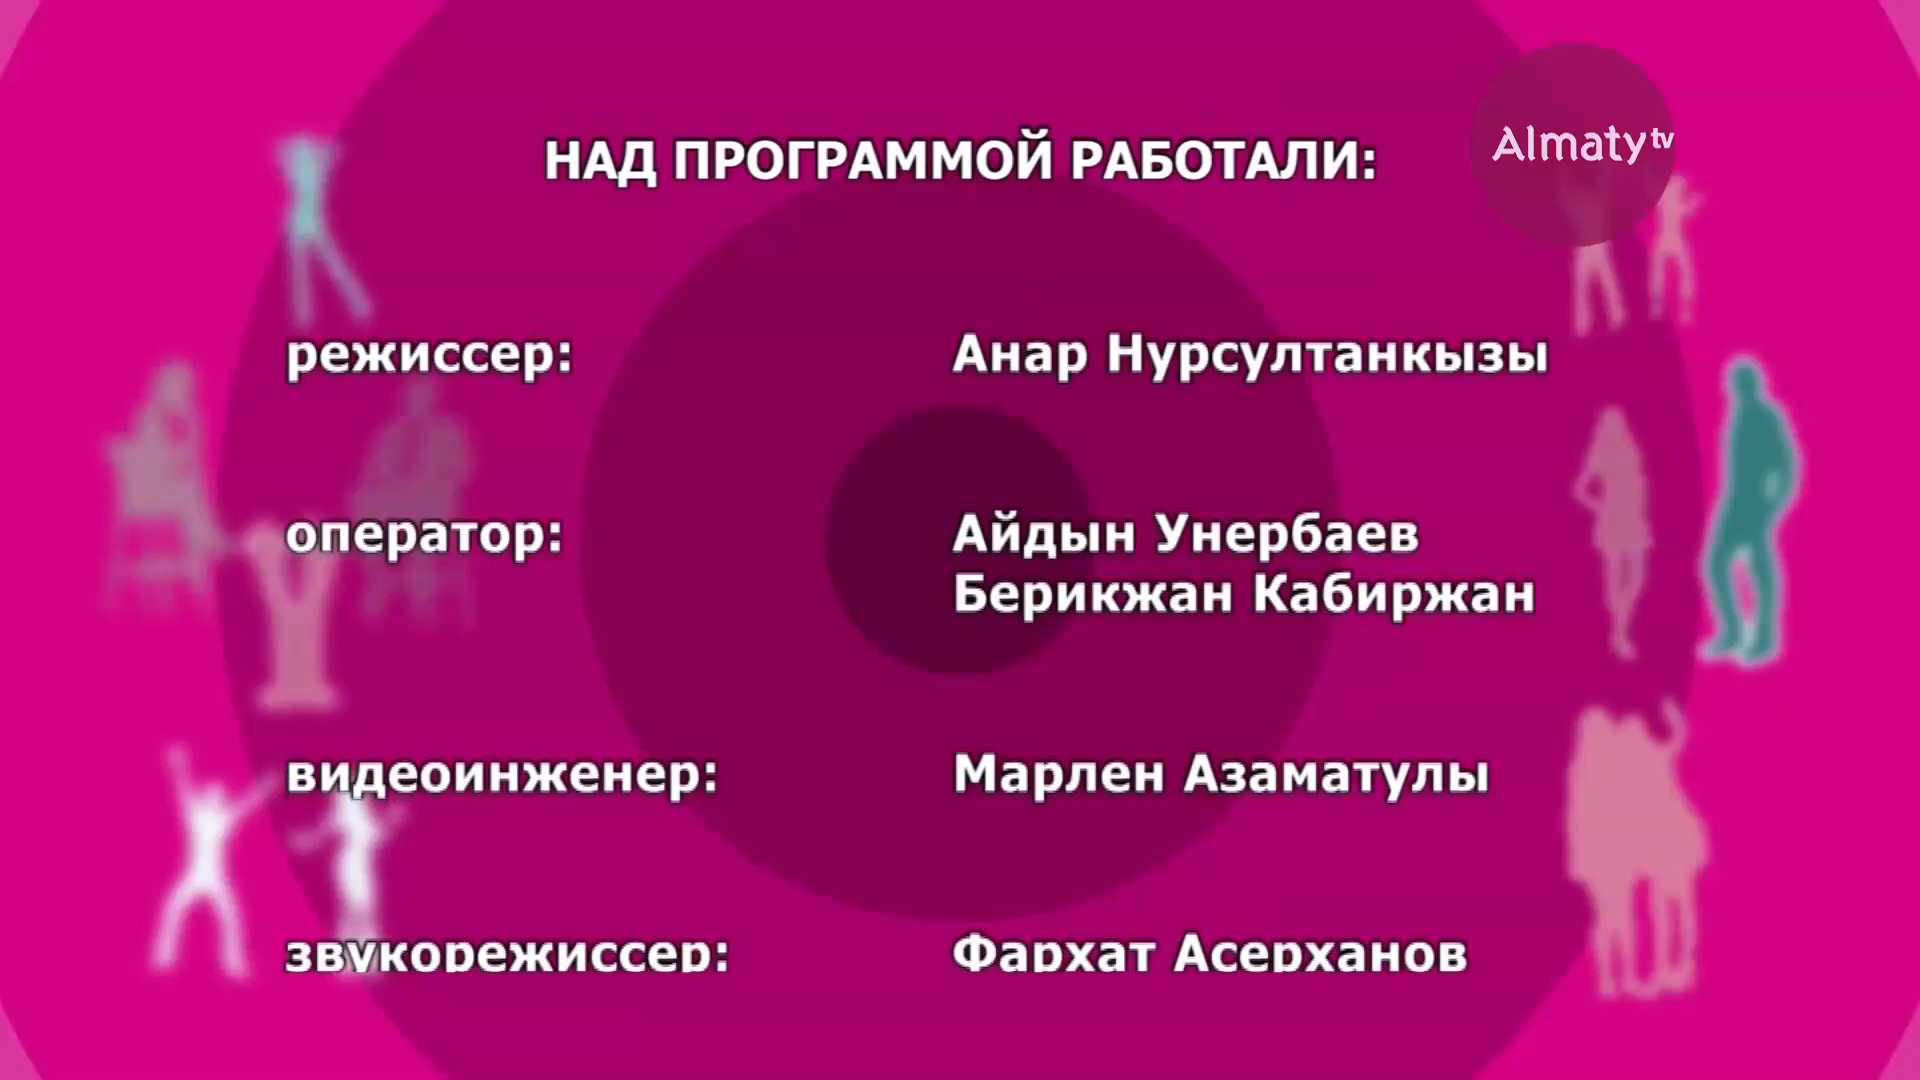 Almaty tv
НАД ПРОГРАММОЙ РАБОТАЛИ:
режиссер: Анар Нурсултанкызы
оператор: Айдын Унербаев
Берикжан Кабиржан
видеоинженер: Марлен Азаматулы
звукорежиссер: Фархат Асерханов